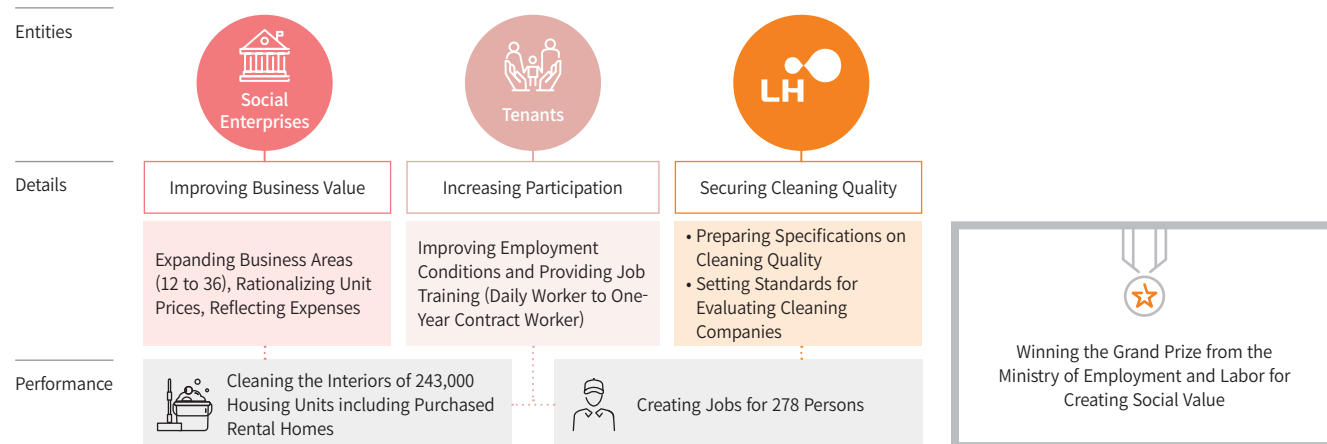 Entities
Social
Enterprises
Tenants
LH
Details
Improving Business Value
Increasing Participation
Securing Cleaning Quality
Expanding Business Areas
(12 to 36), Rationalizing Unit
Prices, Reflecting Expenses
Improving Employment
Conditions and Providing Job
Training (Daily Worker to One-
Year Contract Worker)
• Preparing Specifications on
Cleaning Quality
• Setting Standards for
Evaluating Cleaning
Companies
Performance
Cleaning the Interiors of 243,000
Housing Units including Purchased
Rental Homes
Creating Jobs for 278 Persons
Winning the Grand Prize from the
Ministry of Employment and Labor for
Creating Social Value